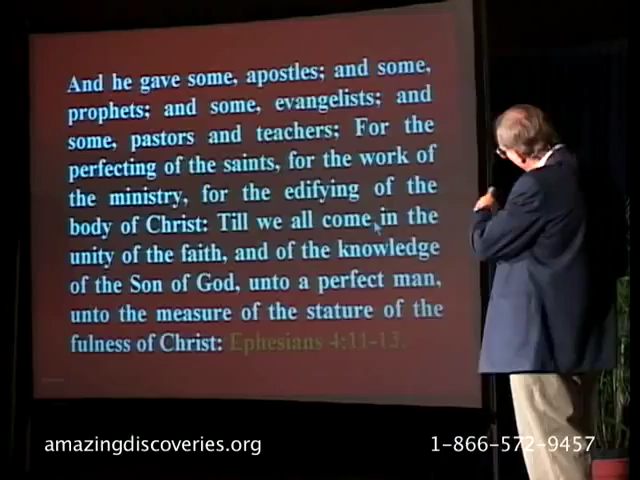 And he gave some, apostles; and some,
prophets; and some, evangelists; and
some, pastors and teachers; For the
perfecting of the saints, for the work of
the ministry, for the edifying of the
body of Christ: Till we all come in the
unity of the faith, and of the knowledge
of the Son of God, unto a perfect man,
unto the measure of the stature of the
fulness of Christ: Ephesians 4:11-13.
amazingdiscoveries.org
1-866-572-9457